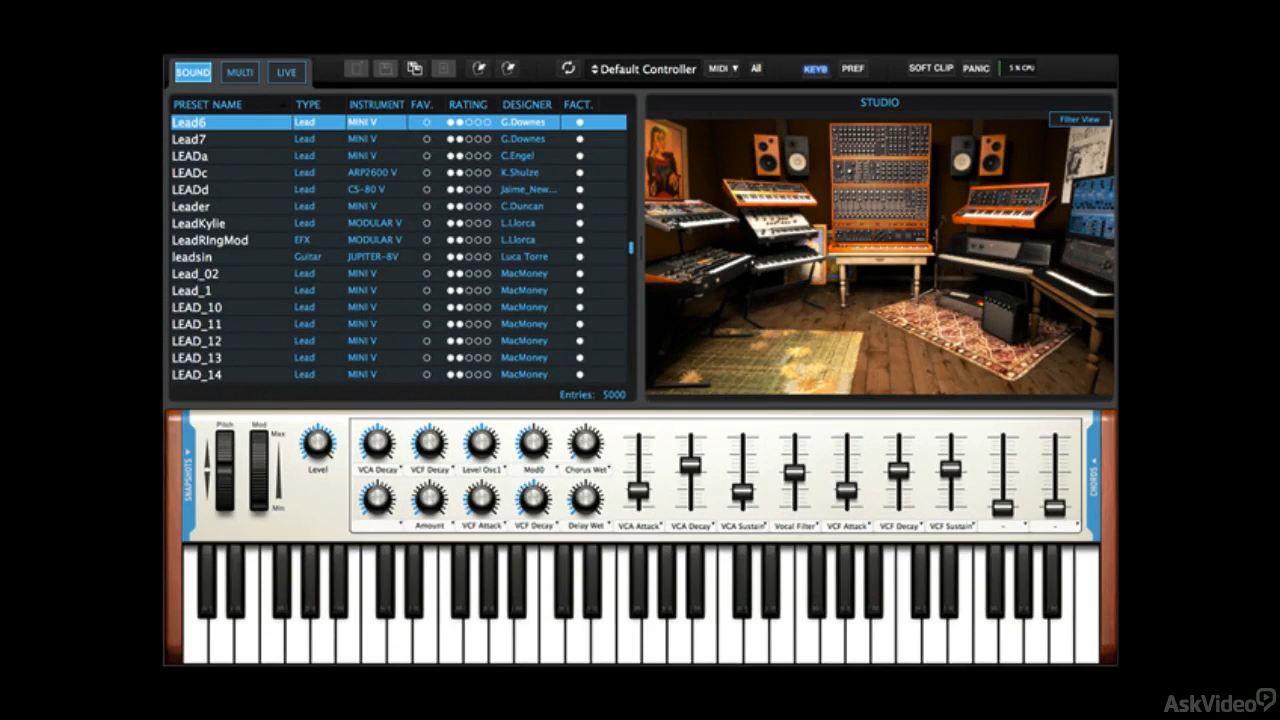 SOUND MULTI LIVE Default Controller MIDI All KEYB PREF SOFT CLIP PANIC 5 % CPU
PRESET NAME TYPE INSTRUMENT FAV. RATING DESIGNER FACT.
STUDIO
Filter View
Lead6 Lead MINI V G.Downes
Lead7 Lead MINI V G.Downes
LEADa Lead MINI V C.Engel
LEADc Lead ARP2600 V K.Shulze
LEADd Lead CS-80 V Jaime_New...
Leader Lead MINI V C.Duncan
LeadKylie Lead MODULAR V L.Llorca
LeadRIngMod EFX MODULAR V L.Llorca
leadsin Guitar JUPITER-8V Luca Torre
Lead_02 Lead MINI V MacMoney
Lead_1 Lead MINI V MacMoney
LEAD_10 Lead MINI V MacMoney
LEAD_11 Lead MINI V MacMoney
LEAD_12 Lead MINI V MacMoney
LEAD_13 Lead MINI V MacMoney
LEAD_14 Lead MINI V MacMoney
Entries: 5000
Pitch Mod
Max
Min
SNAPSHOTS
Level VCA Decay VCF Decay Level Osc1 Mod0 Chorus Wet
Amount VCF Attack VCF Decay Delay Wet VCA Attack VCA Decay VCA Sustain Vocal Filter VCF Attack VCF Decay VCF Sustain - -
CHORDS
AskVideo